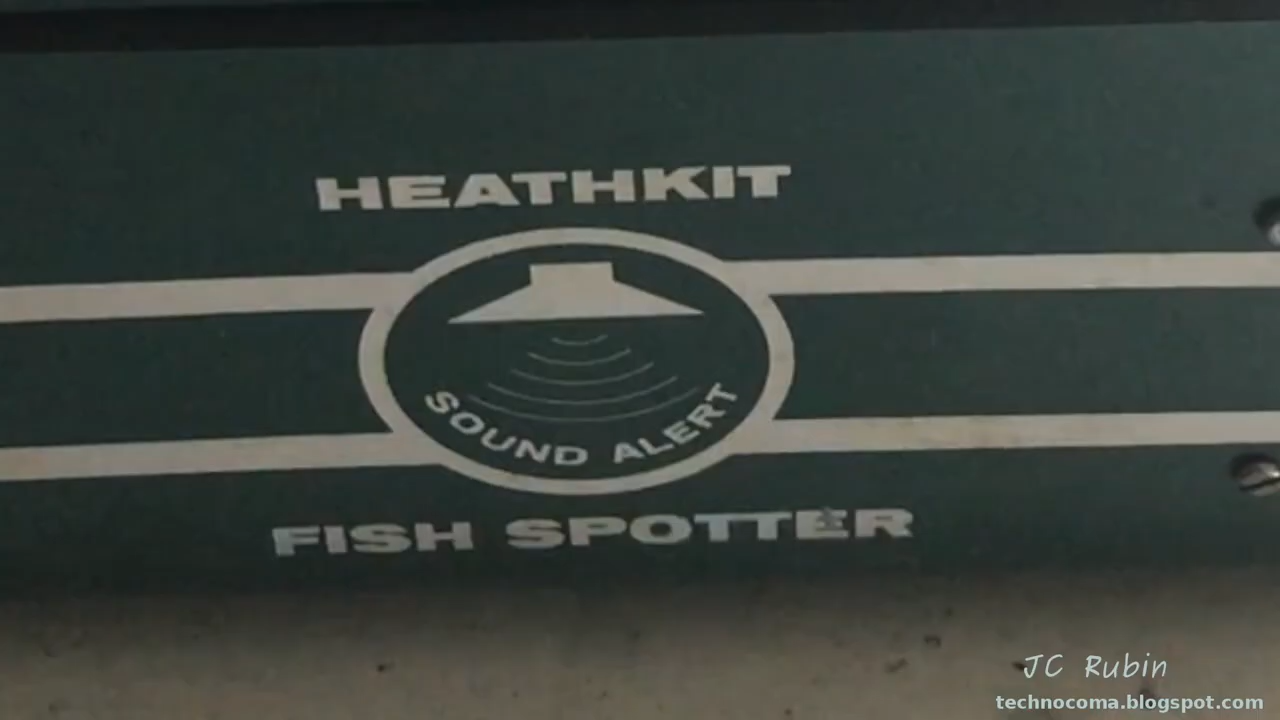 HEATHKIT
SOUND ALERT
FISH SPOTTER
JC Rubin
technocoma.blogspot.com